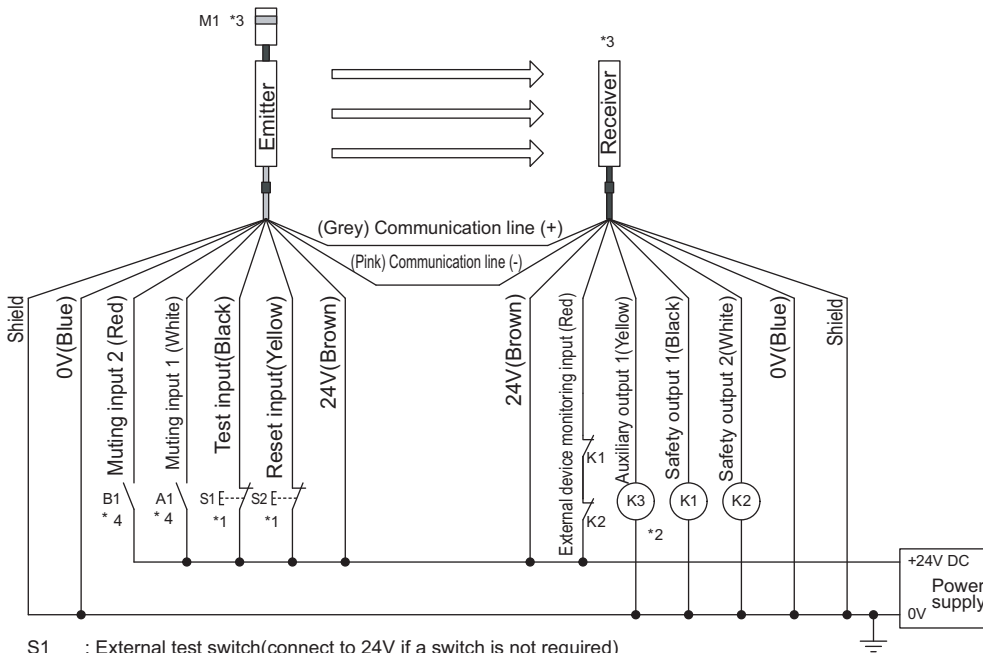 M1 *3
*3
Emitter
Receiver
(Grey) Communication line (+)
(Pink) Communication line (-)
Shield
0V(Blue)
Muting input 2 (Red)
Muting input 1 (White)
Test input(Black)
Reset input(Yellow)
24V(Brown)
24V(Brown)
External device monitoring input (Red)
Auxiliary output 1(Yellow)
Safety output 1(Black)
Safety output 2(White)
0V(Blue)
Shield
K1
B1
* 4
A1
* 4
S1
*1
S2
*1
K2
K3
*2
K1
K2
+24V DC
Power
supply
0V
S1 : External test switch(connect to 24V if a switch is not required)